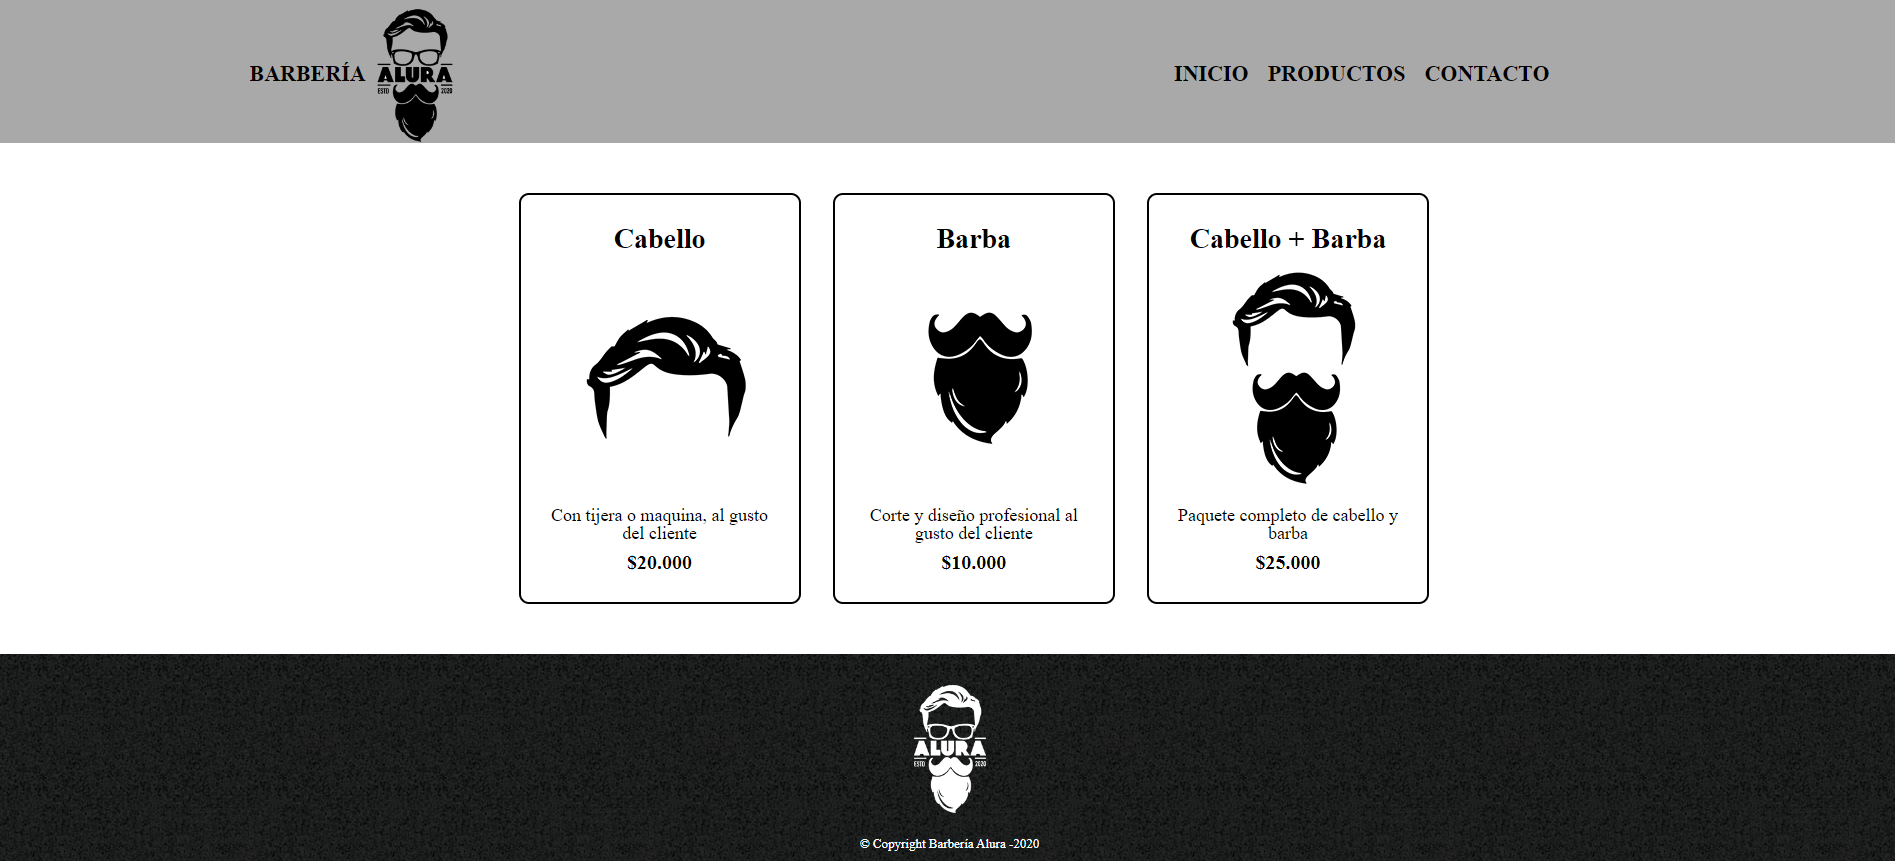 BARBERÍA
ALURA
ESTD 2020
INICIO PRODUCTOS CONTACTO
Cabello
Con tijera o maquina, al gusto
del cliente
$20.000
Barba
Corte y diseño profesional al
gusto del cliente
$10.000
Cabello + Barba
Paquete completo de cabello y
barba
$25.000
ALURA
ESTD 2020
© Copyright Barbería Alura -2020